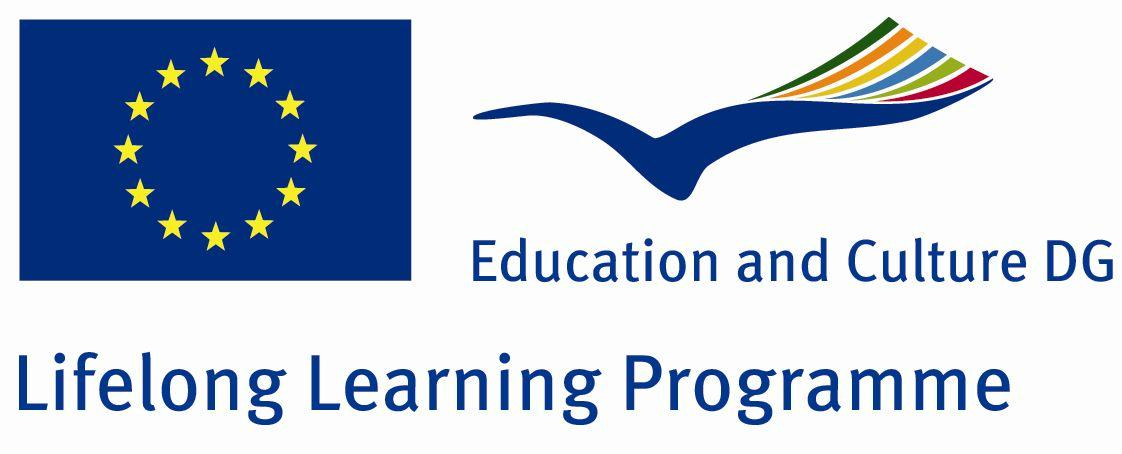 Education and Culture DG
Lifelong Learning Programme